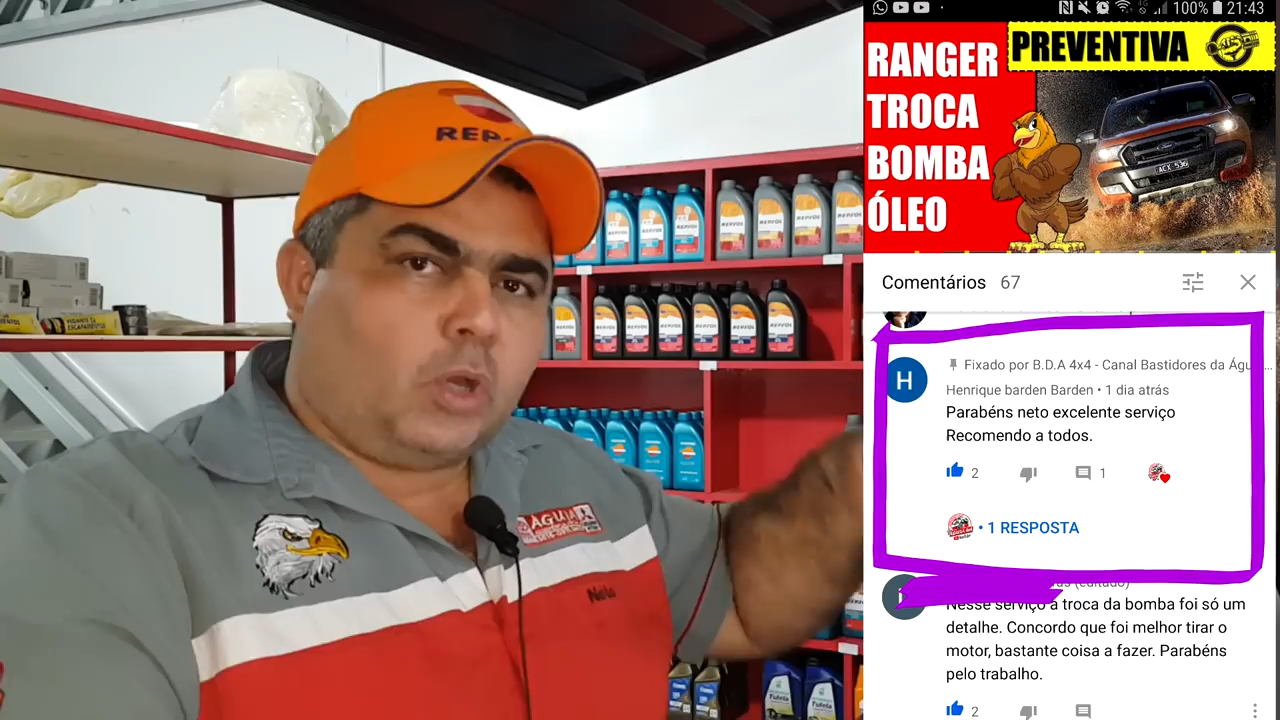 REPSOL
AGUIA
Neto
REPSOL
REPSOL
Tutela
100% 21:43
RANGER
TROCA
BOMBA
ÓLEO
PREVENTIVA
ACX·536
Comentários 67
Fixado por B.D.A 4x4 - Canal Bastidores da Águ...
Henrique barden Barden • 1 dia atrás
Parabéns neto excelente serviço
Recomendo a todos.
2 1
• 1 RESPOSTA
(editado)
Nesse serviço a troca da bomba foi só um
detalhe. Concordo que foi melhor tirar o
motor, bastante coisa a fazer. Parabéns
pelo trabalho.
2